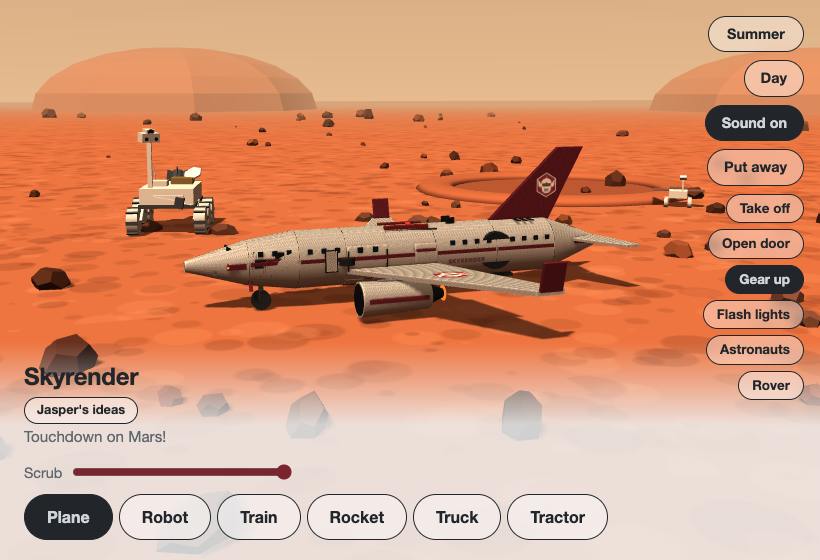 Summer
Day
Sound on
Put away
Take off
Open door
Gear up
Flash lights
Astronauts
Rover
SKYRENDER
Skyrender
Jasper's ideas
Touchdown on Mars!
Scrub
Plane
Robot
Train
Rocket
Truck
Tractor